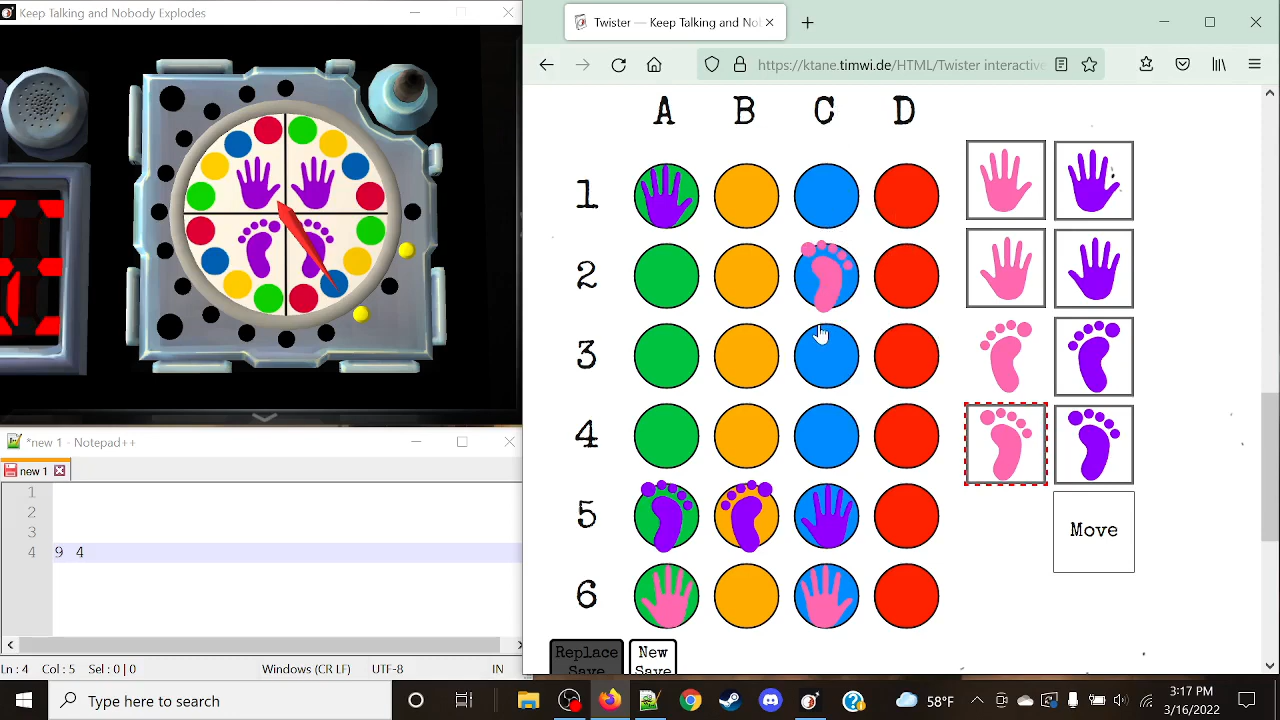 Keep Talking and Nobody Explodes
Twister — Keep Talking and No
https://ktane.timwi.de/HTML/Twister interactive
A B C D
1
2
3
4
5
6
Move
Replace Save
New Save
*new 1 - Notepad++
new 1
1
2
3
4 9 4
Ln : 4 Col : 5 Sel : 0 | 0 Windows (CR LF) UTF-8 IN
Type here to search
58°F
3:17 PM
3/16/2022